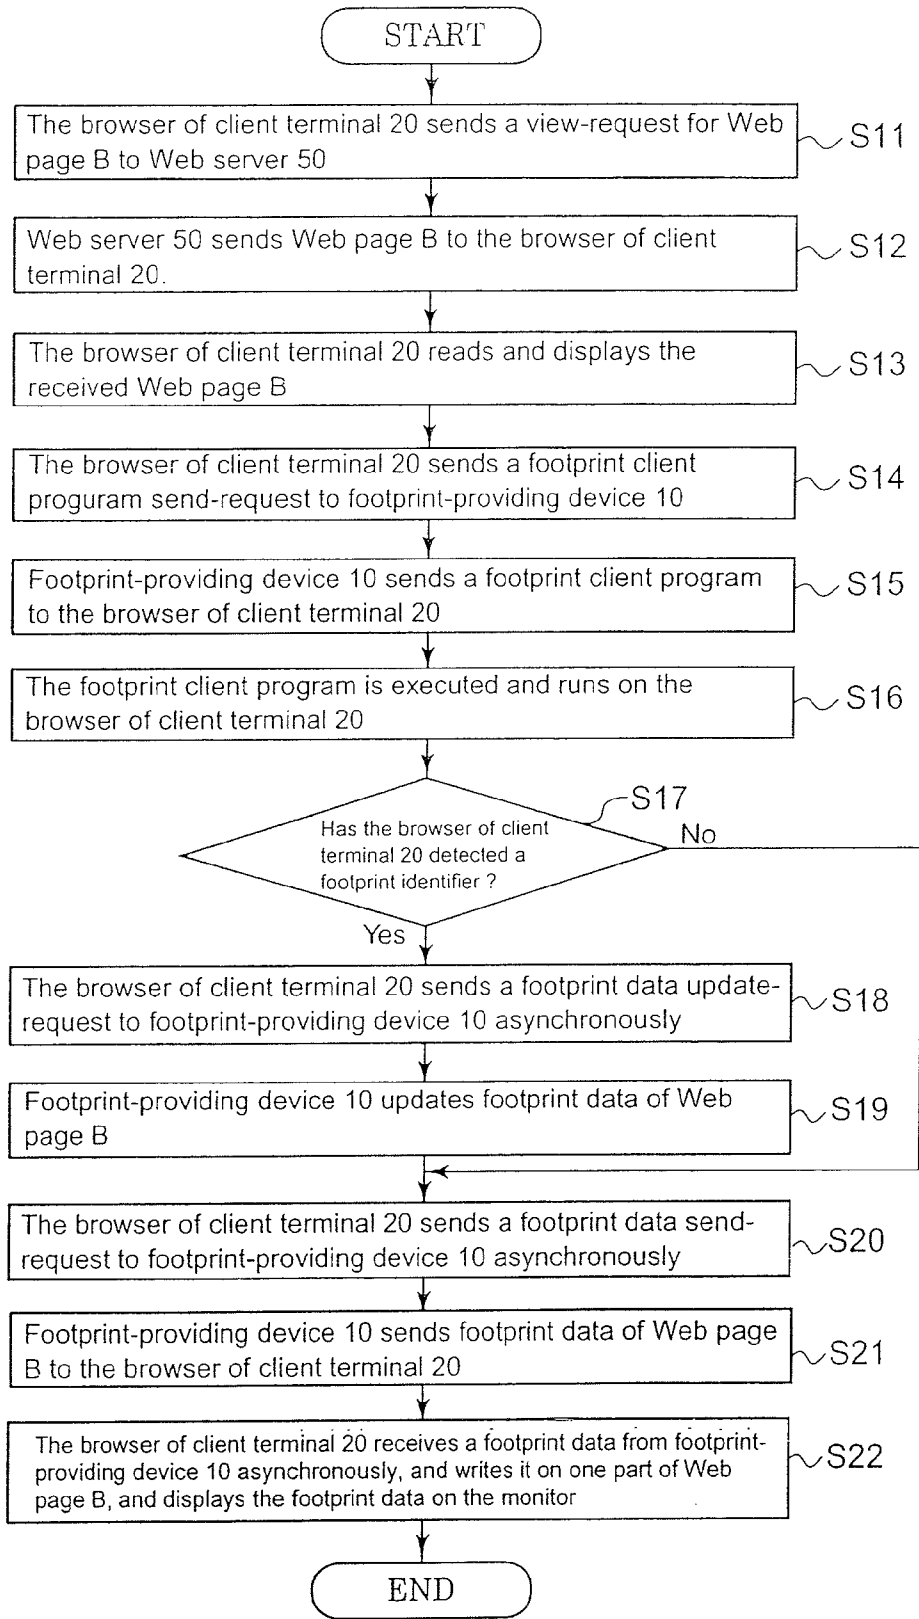 START
The browser of client terminal 20 sends a view-request for Web
page B to Web server 50
S11
Web server 50 sends Web page B to the browser of client
terminal 20.
S12
The browser of client terminal 20 reads and displays the
received Web page B
S13
The browser of client terminal 20 sends a footprint client
proguram send-request to footprint-providing device 10
S14
Footprint-providing device 10 sends a footprint client program
to the browser of client terminal 20
S15
The footprint client program is executed and runs on the
browser of client terminal 20
S16
S17
Has the browser of client
terminal 20 detected a
footprint identifier ?
No
Yes
The browser of client terminal 20 sends a footprint data update-
request to footprint-providing device 10 asynchronously
S18
Footprint-providing device 10 updates footprint data of Web
page B
S19
The browser of client terminal 20 sends a footprint data send-
request to footprint-providing device 10 asynchronously
S20
Footprint-providing device 10 sends footprint data of Web page
B to the browser of client terminal 20
S21
The browser of client terminal 20 receives a footprint data from footprint-
providing device 10 asynchronously, and writes it on one part of Web
page B, and displays the footprint data on the monitor
S22
END